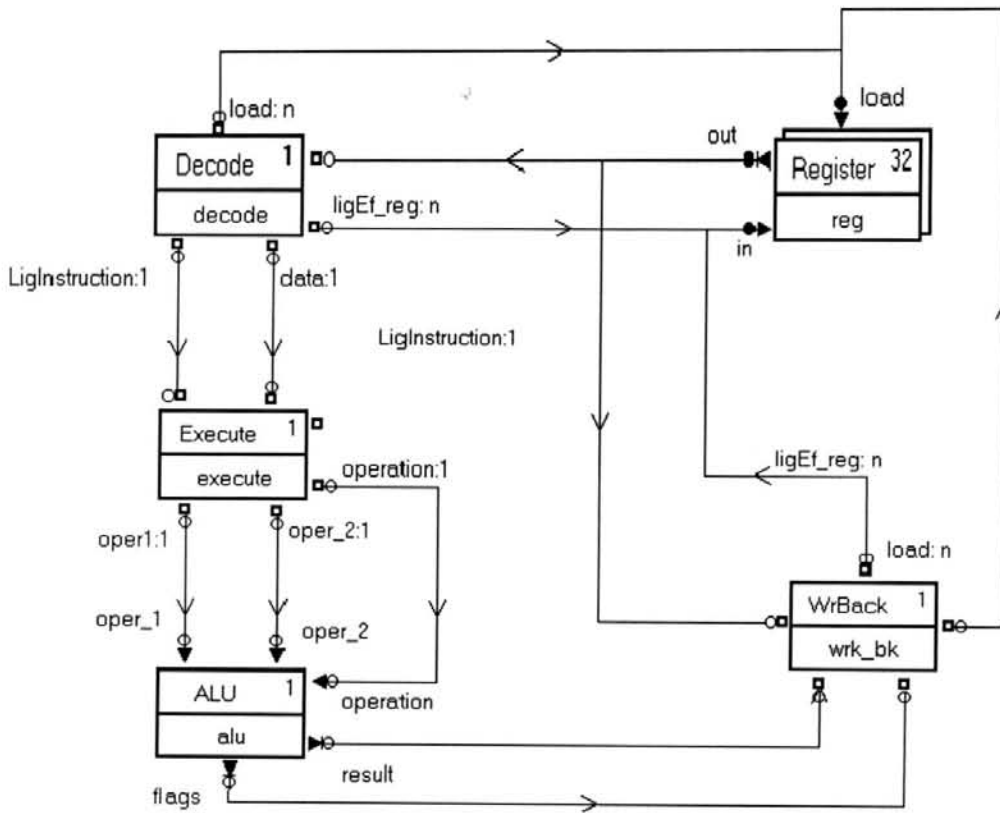 load: n
load
out
Decode 1
decode
Register 32
reg
ligEf_reg: n
in
LigInstruction:1
data:1
LigInstruction:1
Execute 1
execute
operation:1
ligEf_reg: n
oper1:1
oper_2:1
load: n
WrBack 1
wrk_bk
oper_1
oper_2
ALU 1
alu
operation
result
flags